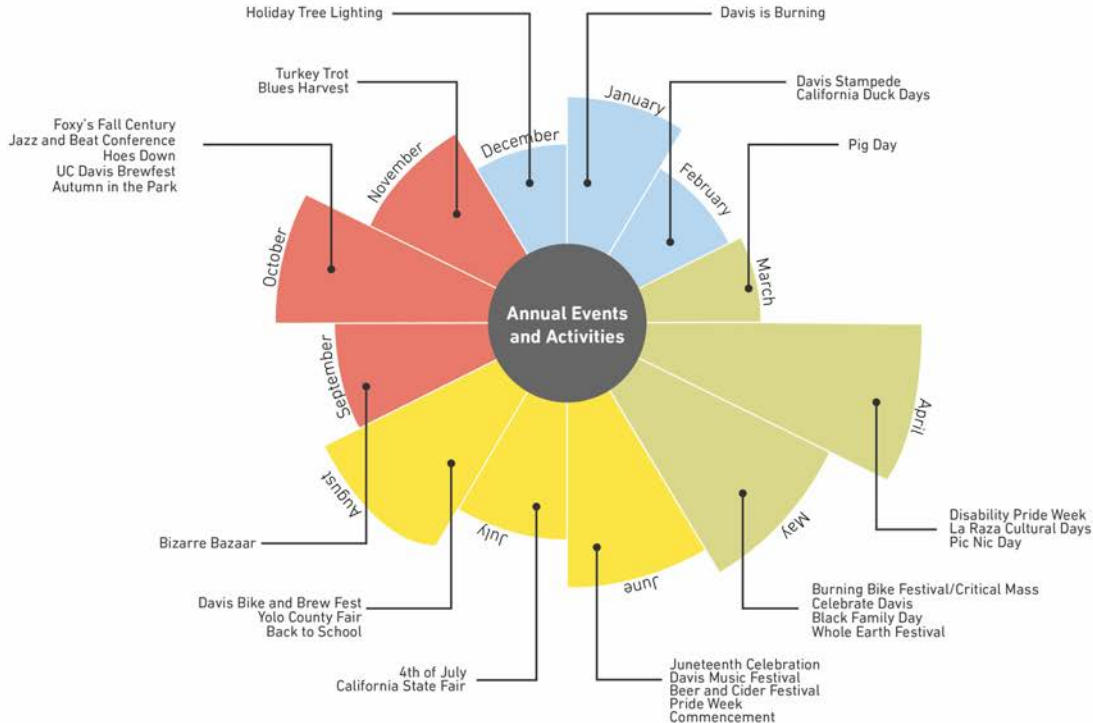 Holiday Tree Lighting
Davis is Burning
Turkey Trot
Blues Harvest
Davis Stampede
California Duck Days
Foxy's Fall Century
Jazz and Beat Conference
Hoes Down
UC Davis Brewfest
Autumn in the Park
Pig Day
December
January
November
February
October
March
Annual Events
and Activities
September
April
August
July
June
May
Bizarre Bazaar
Disability Pride Week
La Raza Cultural Days
Pic Nic Day
Davis Bike and Brew Fest
Yolo County Fair
Back to School
Burning Bike Festival/Critical Mass
Celebrate Davis
Black Family Day
Whole Earth Festival
4th of July
California State Fair
Juneteenth Celebration
Davis Music Festival
Beer and Cider Festival
Pride Week
Commencement